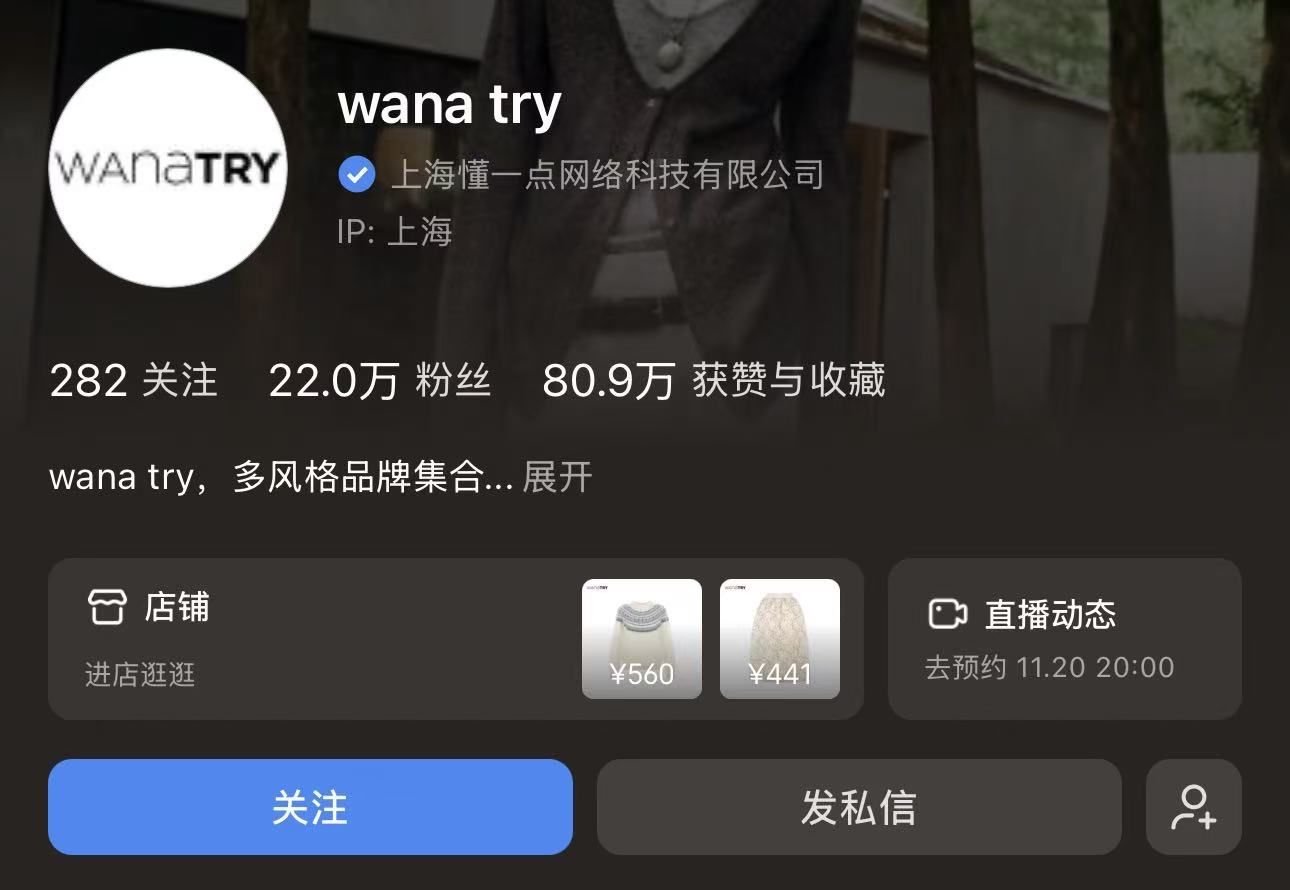 WANATRY
wana try
上海懂一点网络科技有限公司
IP: 上海
282 关注 22.0万 粉丝 80.9万 获赞与收藏
wana try，多风格品牌集合... 展开
店铺
进店逛逛
¥560
¥441
直播动态
去预约 11.20 20:00
关注
发私信